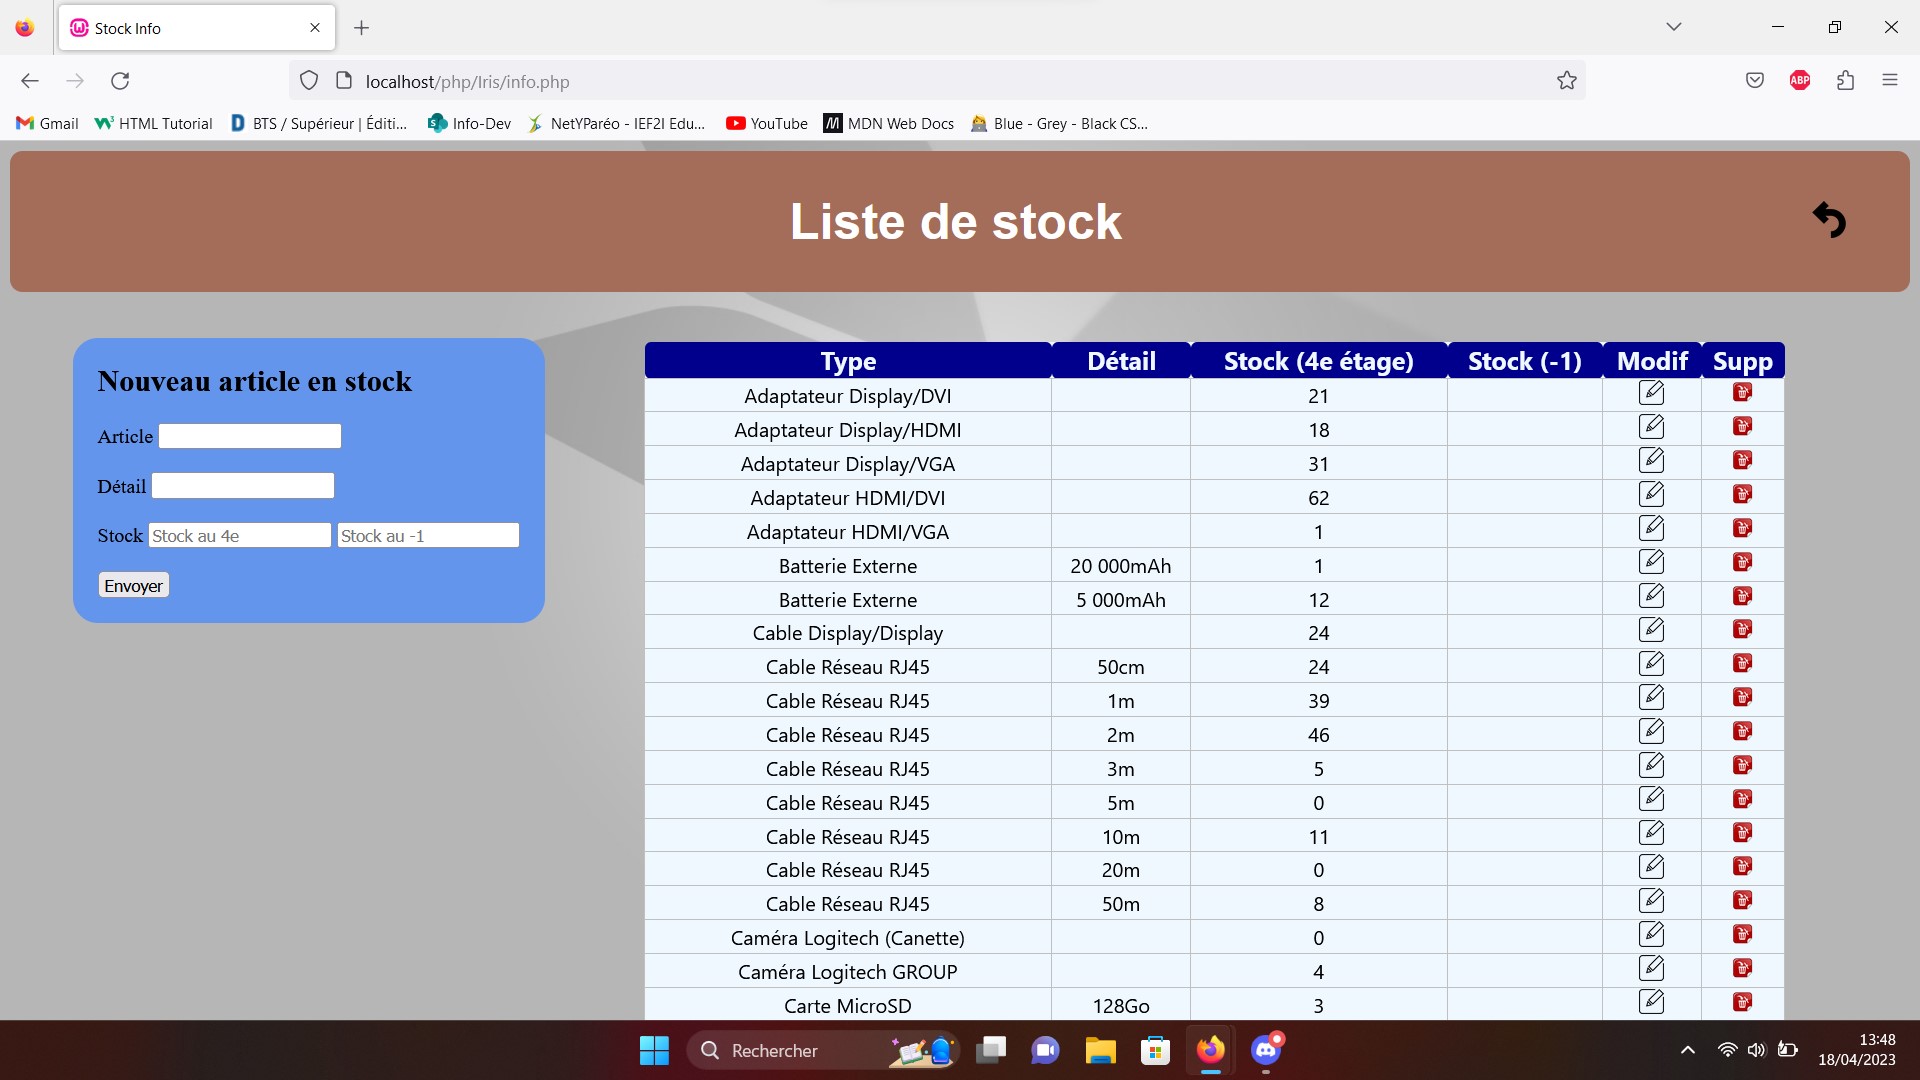 Stock Info
localhost/php/Iris/info.php
ABP
Gmail HTML Tutorial BTS / Supérieur | Éditi... Info-Dev NetYParéo - IEF2I Edu... YouTube MDN Web Docs Blue - Grey - Black CS...
Liste de stock
Nouveau article en stock
Article
Détail
Stock Stock au 4e Stock au -1
Envoyer
Type Détail Stock (4e étage) Stock (-1) Modif Supp
Adaptateur Display/DVI 21
Adaptateur Display/HDMI 18
Adaptateur Display/VGA 31
Adaptateur HDMI/DVI 62
Adaptateur HDMI/VGA 1
Batterie Externe 20 000mAh 1
Batterie Externe 5 000mAh 12
Cable Display/Display 24
Cable Réseau RJ45 50cm 24
Cable Réseau RJ45 1m 39
Cable Réseau RJ45 2m 46
Cable Réseau RJ45 3m 5
Cable Réseau RJ45 5m 0
Cable Réseau RJ45 10m 11
Cable Réseau RJ45 20m 0
Cable Réseau RJ45 50m 8
Caméra Logitech (Canette) 0
Caméra Logitech GROUP 4
Carte MicroSD 128Go 3
Rechercher
13:48
18/04/2023